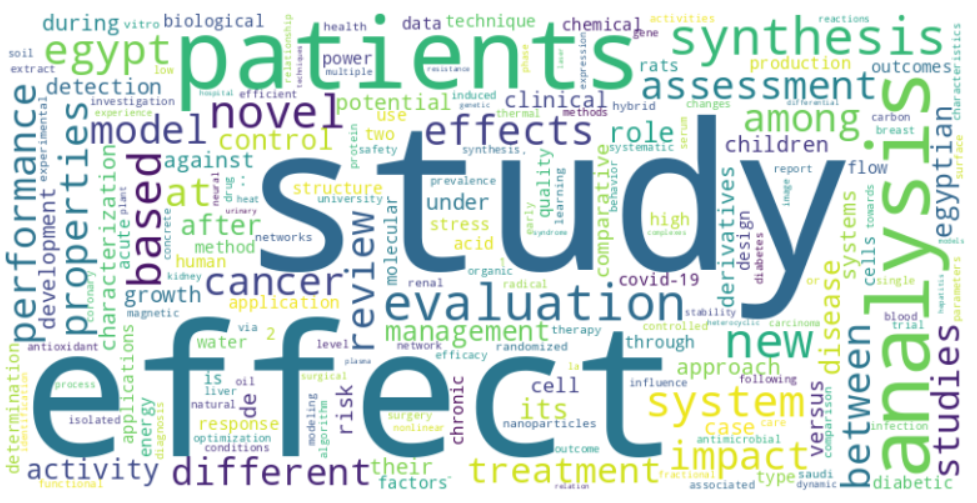 during
vitro
biological
health
data
technique
chemical
gene
activities
reactions
soil
egypt
patients
synthesis
extract
low
relationship
power
multiple
resistance
phase
expression
rats
production
outcomes
characteristics
detection
techniques
investigation
hospital
efficient
potential
induced
genetic
clinical
thermal
methods
hybrid
assessment
changes
differential
experience
performance
experimental
properties
model
novel
control
use
two
protein
safety
effects
role
systematic
serum
among
carbon
breast
infection
analysis
surface
based
against
structure
university
synthesis.
under
comparative
quality
learning
behavior
children
report
flow
image
egyptian
towards
development
characterization
acute
plant
at
drug
:
neural
heat
study
prevalence
stress
acid
early
syndrome
high
complexes
derivatives
design
diabetes
systems
cells
models
after
method
human
urinary
networks
review
molecular
concrete
coronary
kidney
cancer
renal
organic
radical
covid-19
or
single
parameters
growth
magnetic
application
evaluation
stability
heterocyclic
disease
between
blood
hepatitis
studies
antioxidant
via
water
2
level
network
management
therapy
controlled
carcinoma
through
new
trial
determination
identification
process
applications
energy
is
liver
oil
de
risk
plasma
efficacy
randomized
la
approach
effect
isolated
natural
surgical
modeling
algorithm
nonlinear
chronic
cell
its
influence
system
following
case
care
versus
comparison
diagnosis
response
optimization
conditions
surgery
nanoparticles
outcome
antimicrobial
activity
functional
different
their
factors
treatment
relation
fractional
impact
associated
type
saudi
dynamic
diabetic